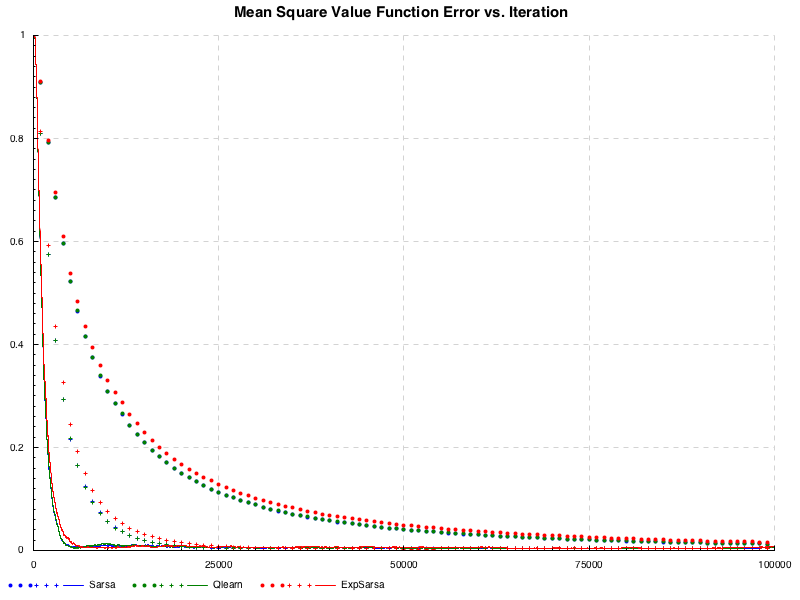 Mean Square Value Function Error vs. Iteration
1
0.8
0.6
0.4
0.2
0
0 25000 50000 75000 100000
Sarsa Qlearn ExpSarsa